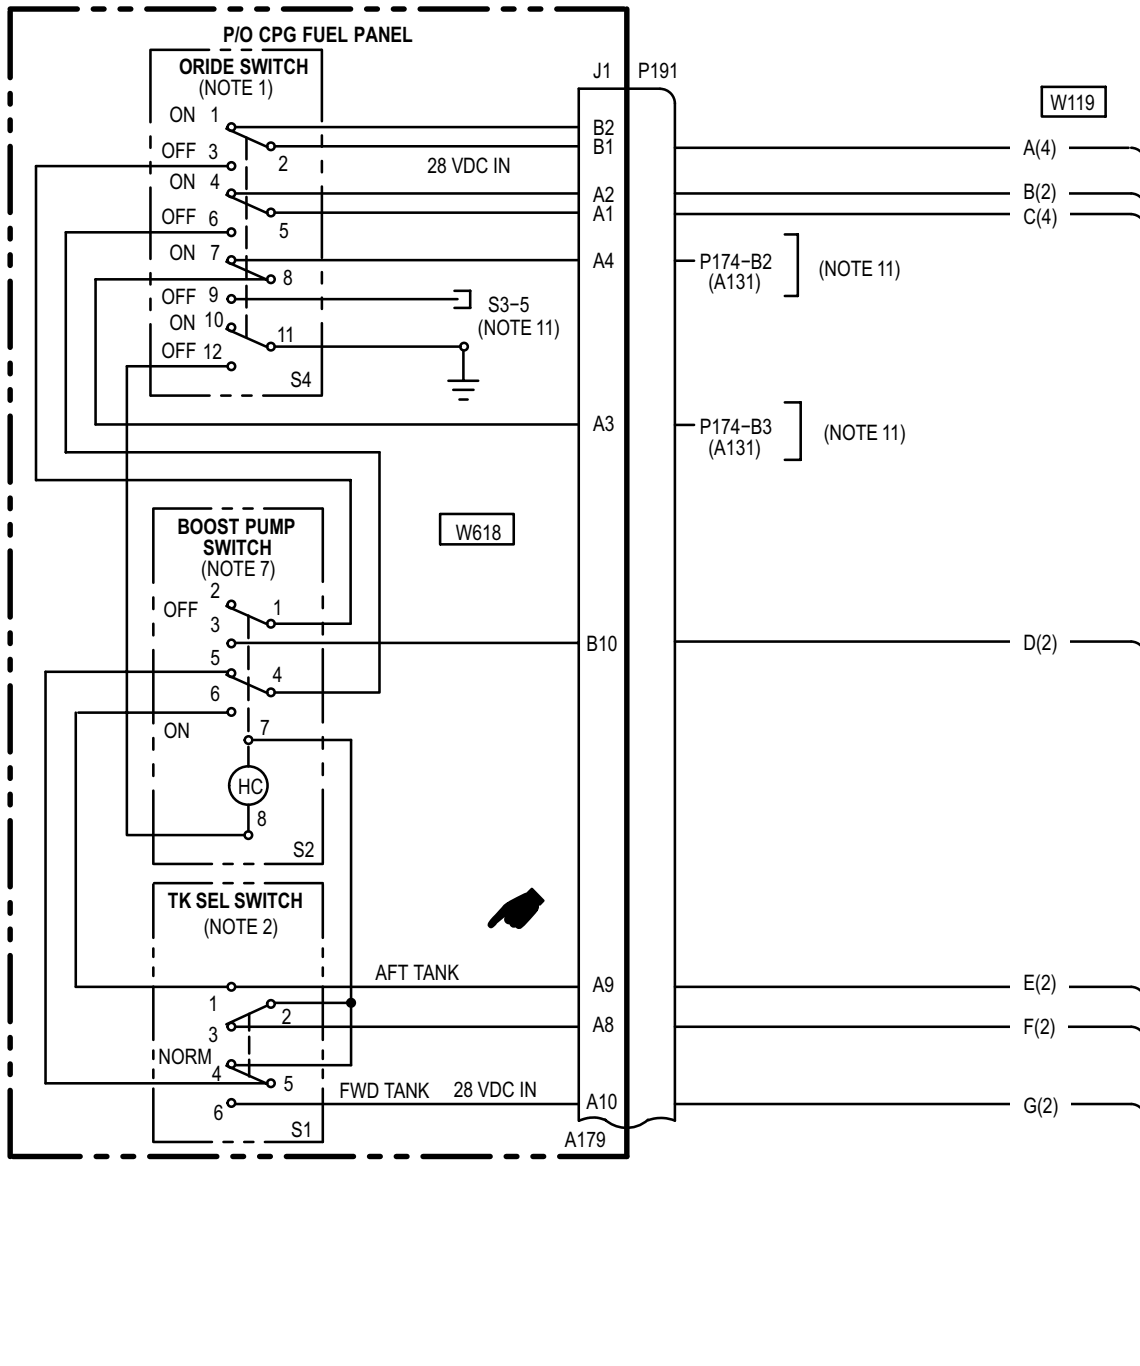 P/O CPG FUEL PANEL
ORIDE SWITCH
(NOTE 1)
J1 P191
W119
ON 1
B2
B1
A(4)
OFF 3
2
28 VDC IN
ON 4
A2
B(2)
A1
C(4)
OFF 6
5
ON 7
A4
P174-B2
(A131)
(NOTE 11)
8
OFF 9
S3-5
(NOTE 11)
ON 10
11
OFF 12
S4
A3
P174-B3
(A131)
(NOTE 11)
BOOST PUMP
SWITCH
(NOTE 7)
W618
2
OFF
1
3
B10
D(2)
5
4
6
ON
7
HC
8
S2
TK SEL SWITCH
(NOTE 2)
AFT TANK
A9
E(2)
1
2
3
A8
F(2)
NORM
4
5
FWD TANK 28 VDC IN
A10
G(2)
6
S1
A179